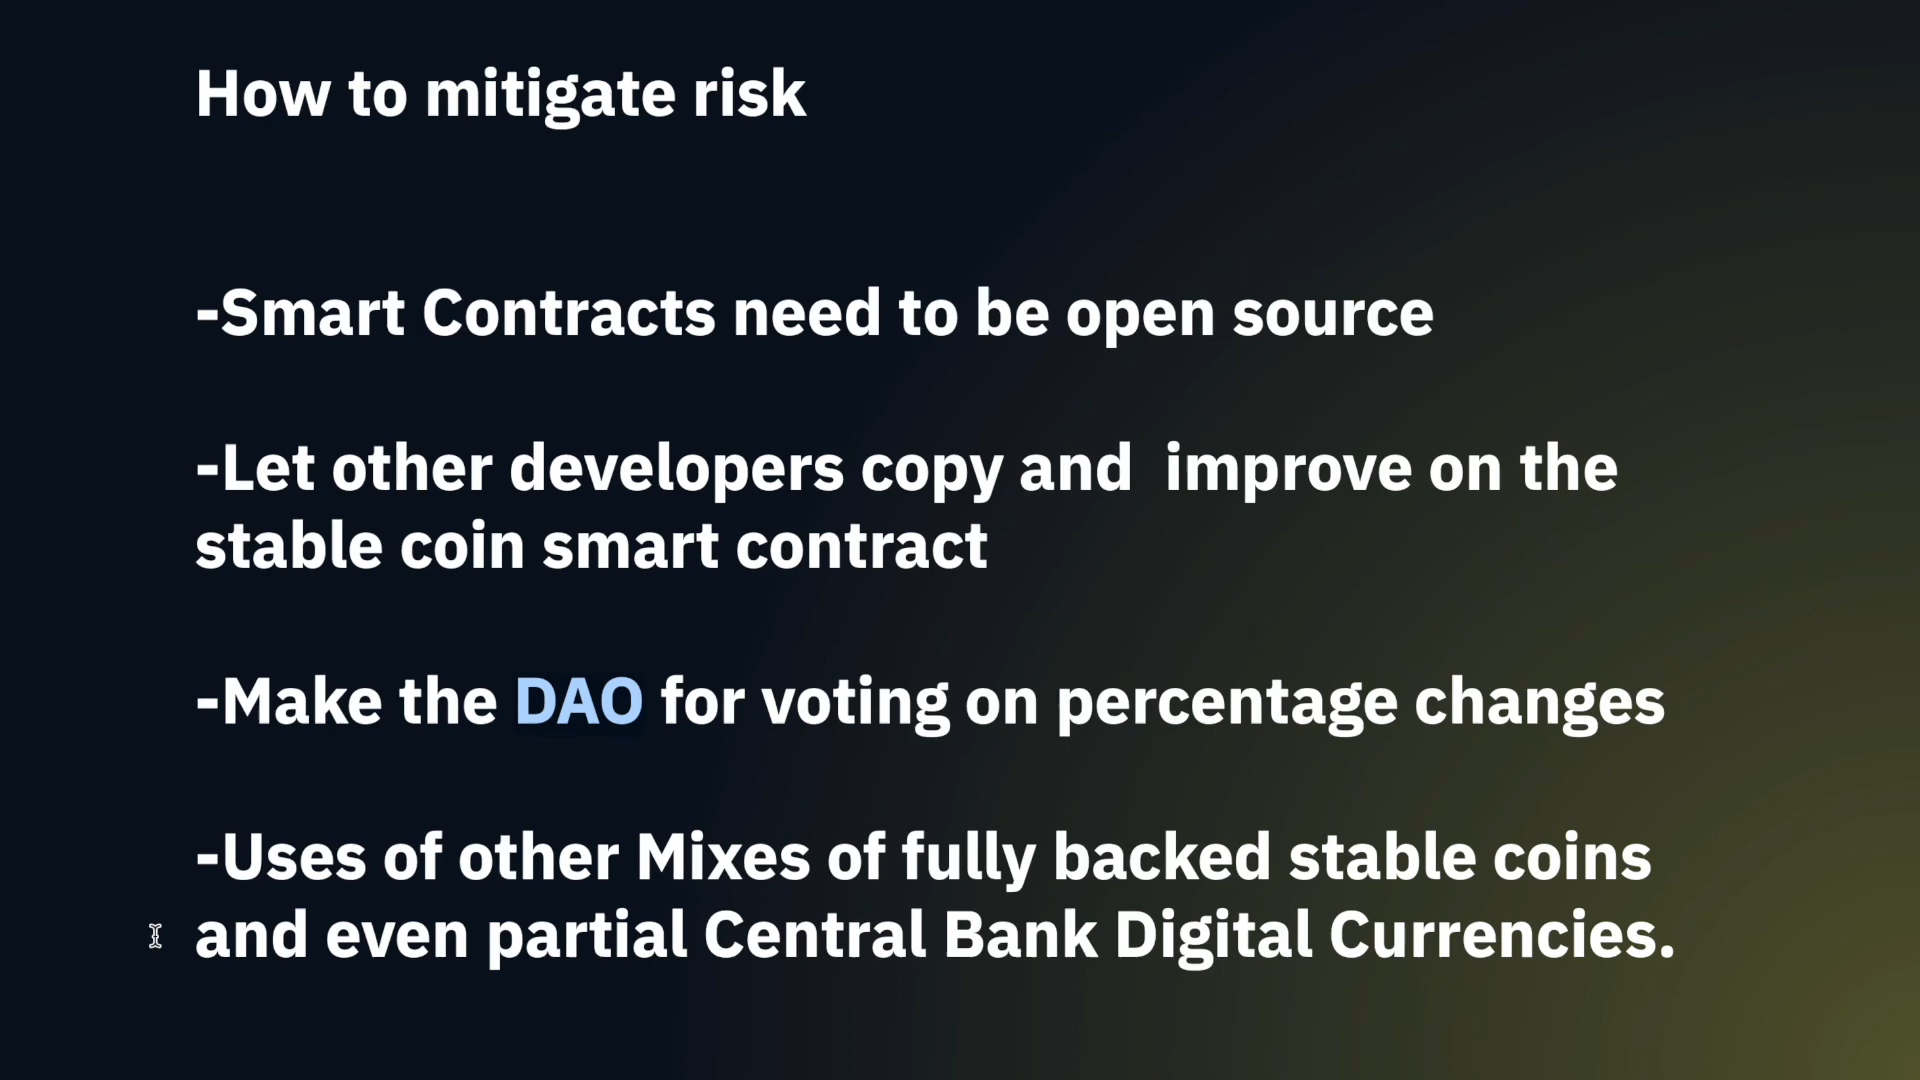 How to mitigate risk
-Smart Contracts need to be open source
-Let other developers copy and  improve on the
stable coin smart contract
-Make the DAO for voting on percentage changes
-Uses of other Mixes of fully backed stable coins
and even partial Central Bank Digital Currencies.